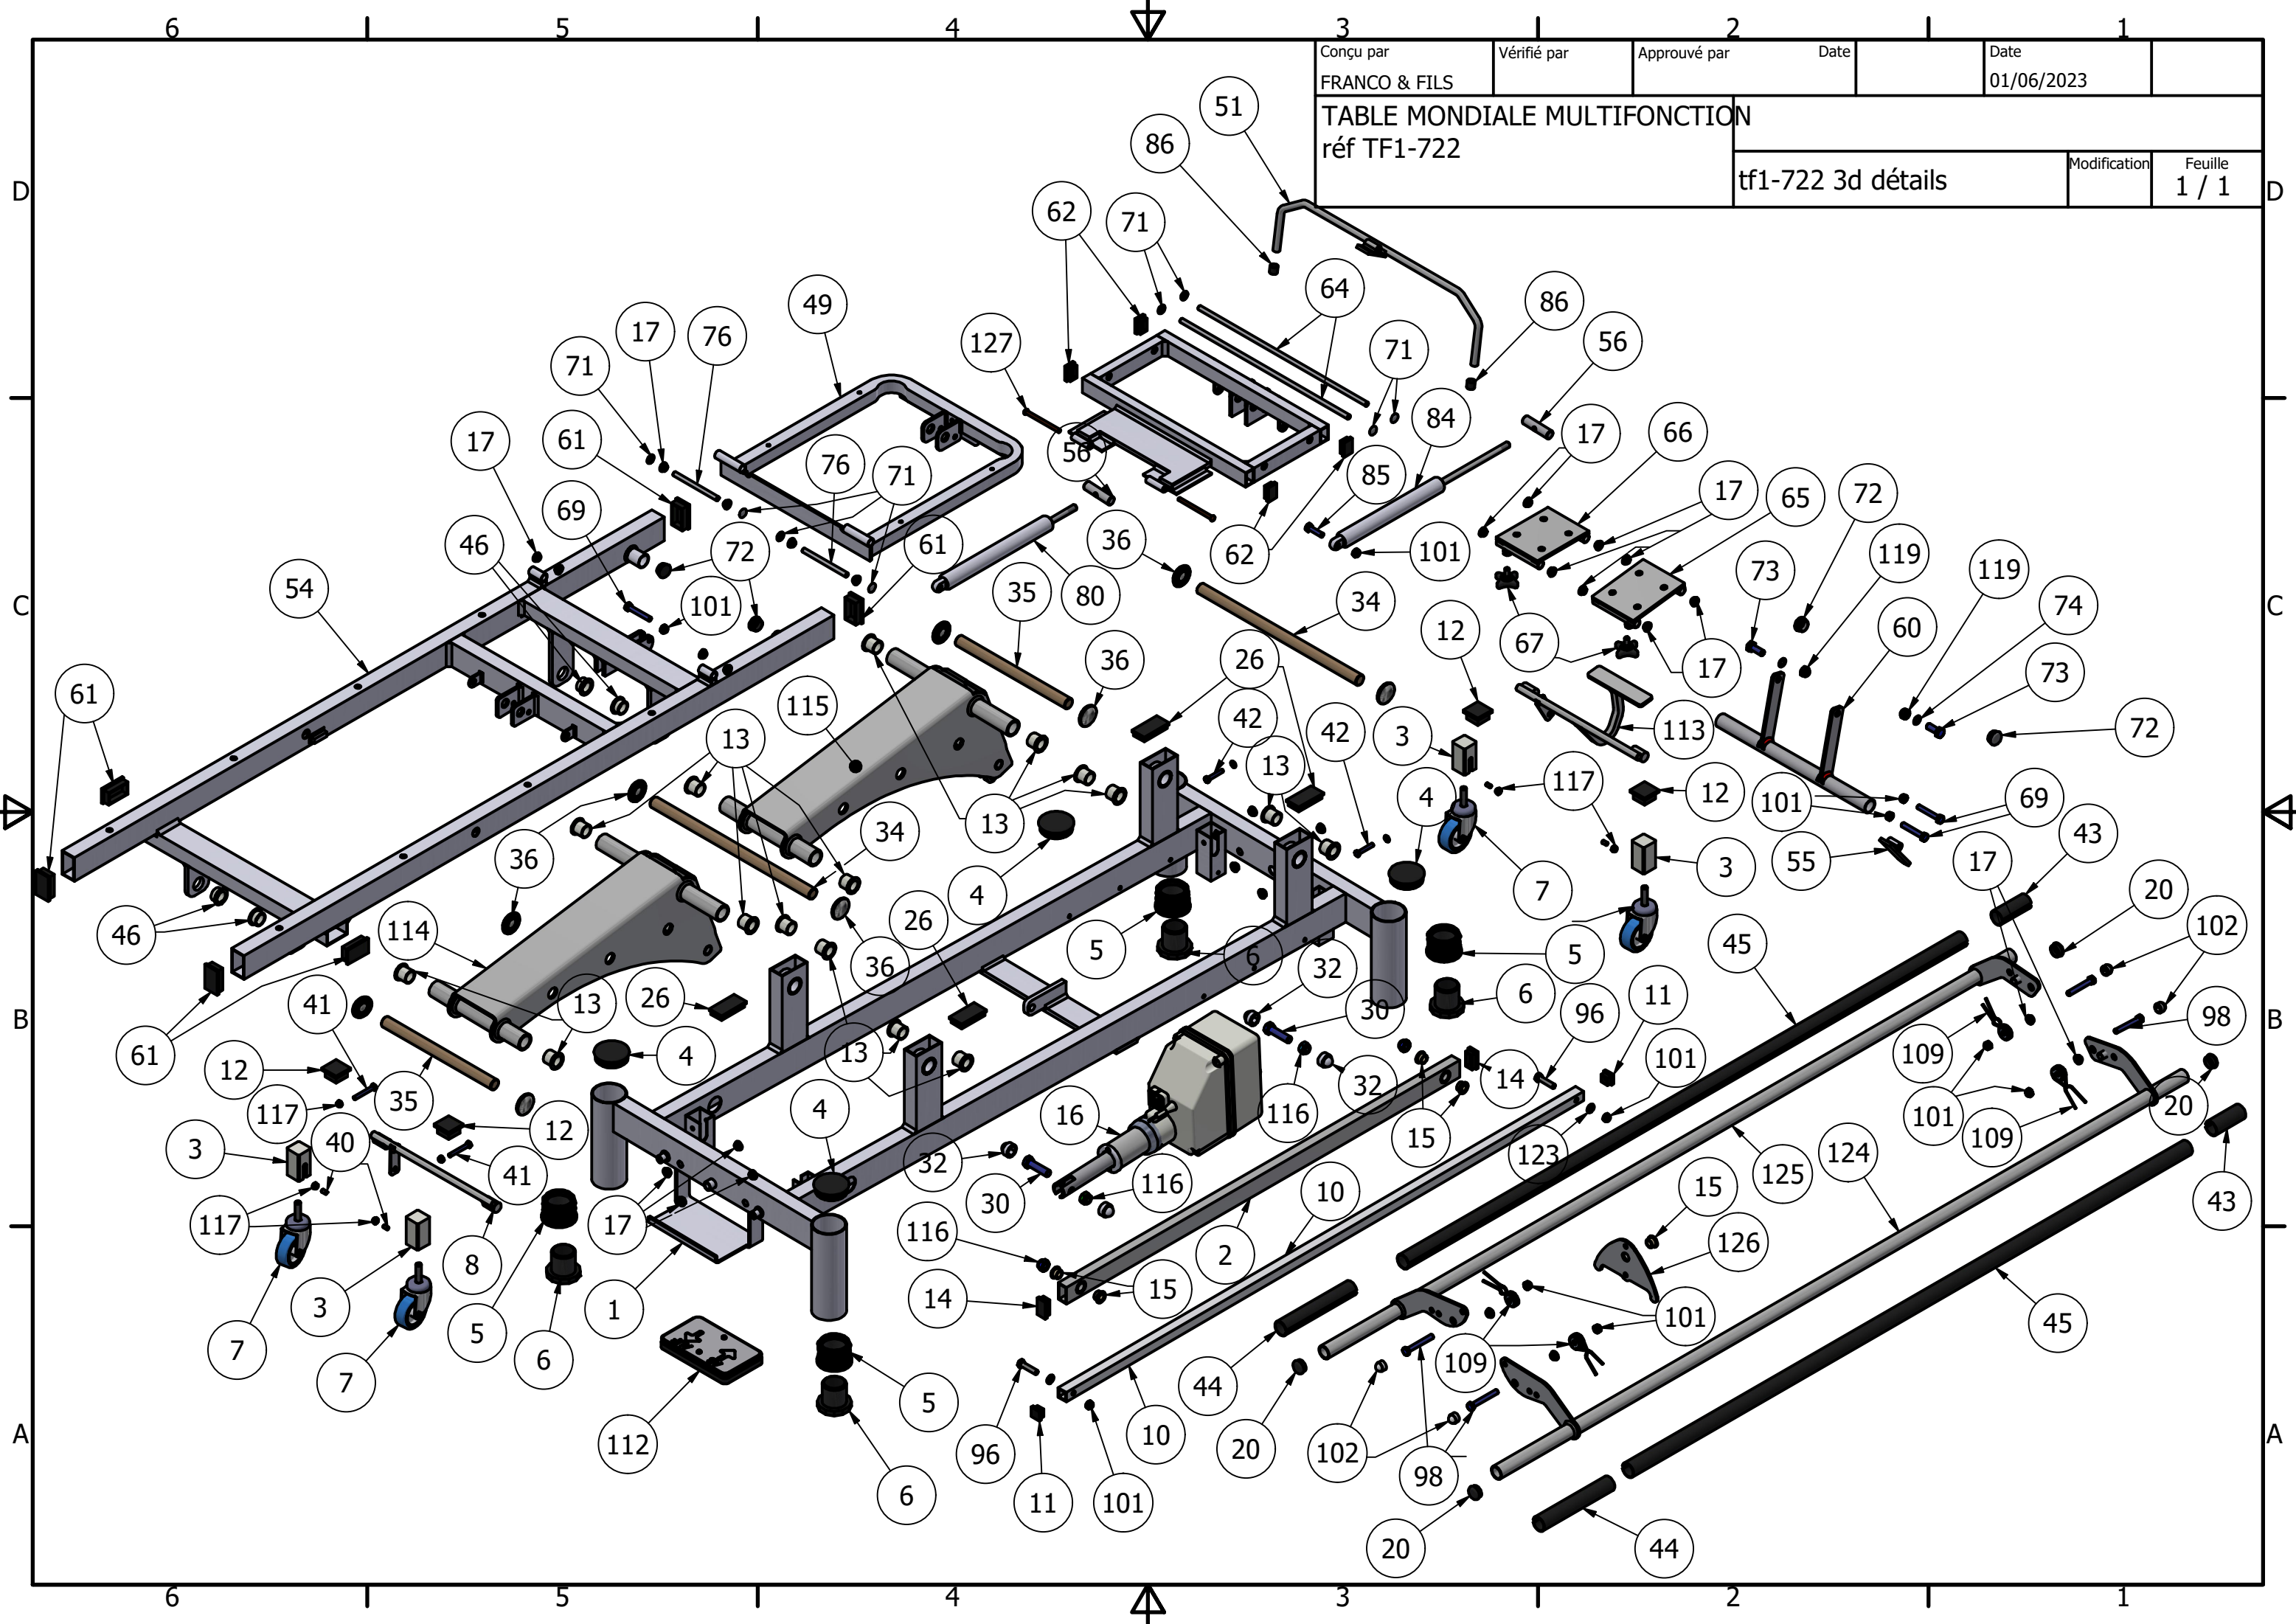 6 5 4 3 2 1
Conçu par Vérifié par Approuvé par Date Date
FRANCO & FILS 01/06/2023
TABLE MONDIALE MULTIFONCTION
réf TF1-722
Modification Feuille
tf1-722 3d détails 1 / 1
D D
51
86
62 71
49 64 86
17 76 127 71 56
71
17 61 84 17 66
76 71 56 85 17 65 72
69 36
46 72 61 62 101 119
73 119
54 101 35 80 34 74
12 60
C C
67
26 36 17 73
61 115 42 42 3 113 72
13 13 117
13 4 12 101 69
34 43
36 4 7 3 55 17 20
114 26 5 6 5 45 102
46 36 32
41 13 26 30 6 96 11
B B
61 4 13 109 98
12 35 101
3 117 12 4 16 116 32 14 101 20
40 32 15 123 109
41 10 124
117 17 30 116 125 15 43
8 116 2 126
3 1 14 15 101
7 5 6 109 45
7 5 44
112 10 20 102
A A
96 98
6 11 101
20 44
6 5 4 3 2 1